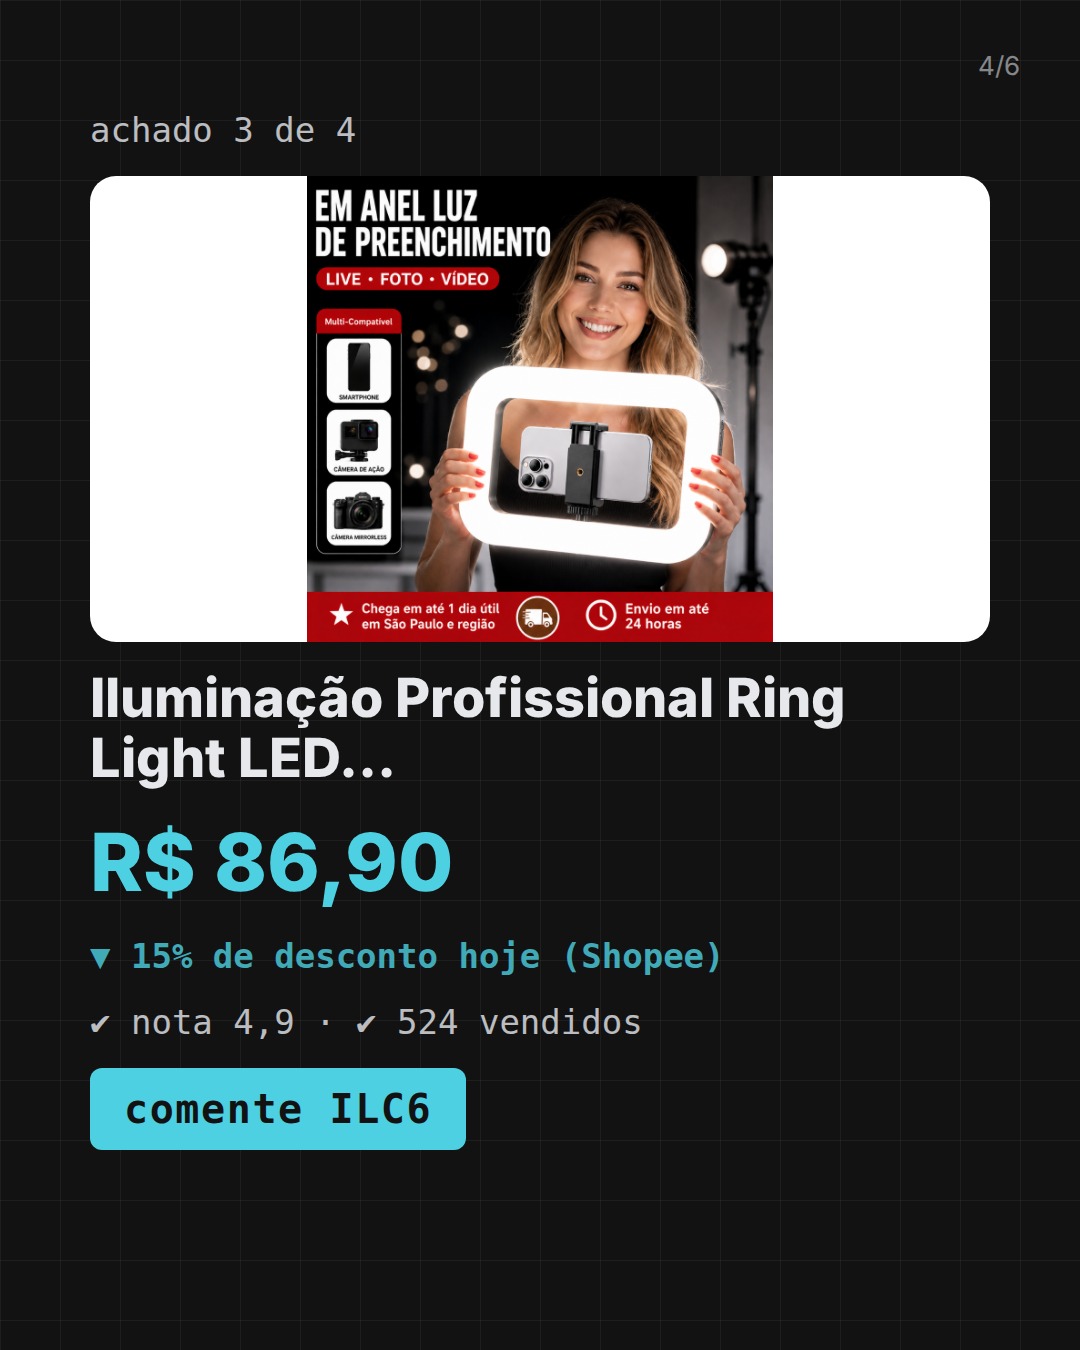 4/6
achado 3 de 4
EM ANEL LUZ
DE PREENCHIMENTO
LIVE • FOTO • VÍDEO
Multi-Compatível
SMARTPHONE
CÂMERA DE AÇÃO
CÂMERA MIRRORLESS
Chega em até 1 dia útil
em São Paulo e região
Envio em até
24 horas
Iluminação Profissional Ring
Light LED...
R$ 86,90
▼ 15% de desconto hoje (Shopee)
✔ nota 4,9 · ✔ 524 vendidos
comente ILC6